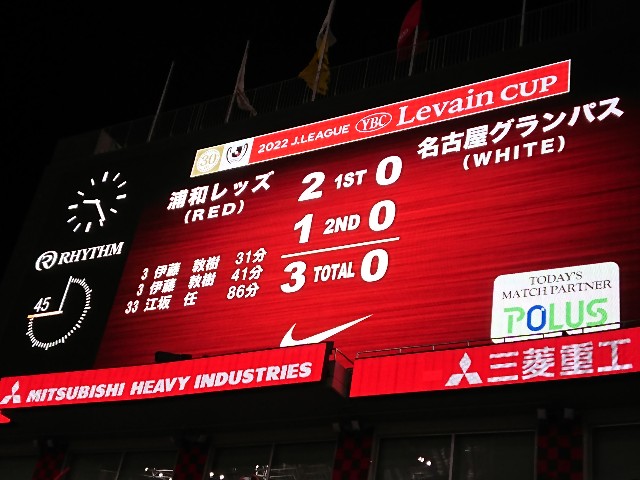 30 2022 J.LEAGUE YBC Levain CUP
浦和レッズ 2 1ST 0 名古屋グランパス
(RED) (WHITE)
1 2ND 0
3 TOTAL 0
3 伊藤 敦樹 31分
3 伊藤 敦樹 41分
33 江坂 任 86分
RHYTHM
45
TODAY'S
MATCH PARTNER
POLUS
MITSUBISHI HEAVY INDUSTRIES
三菱重工